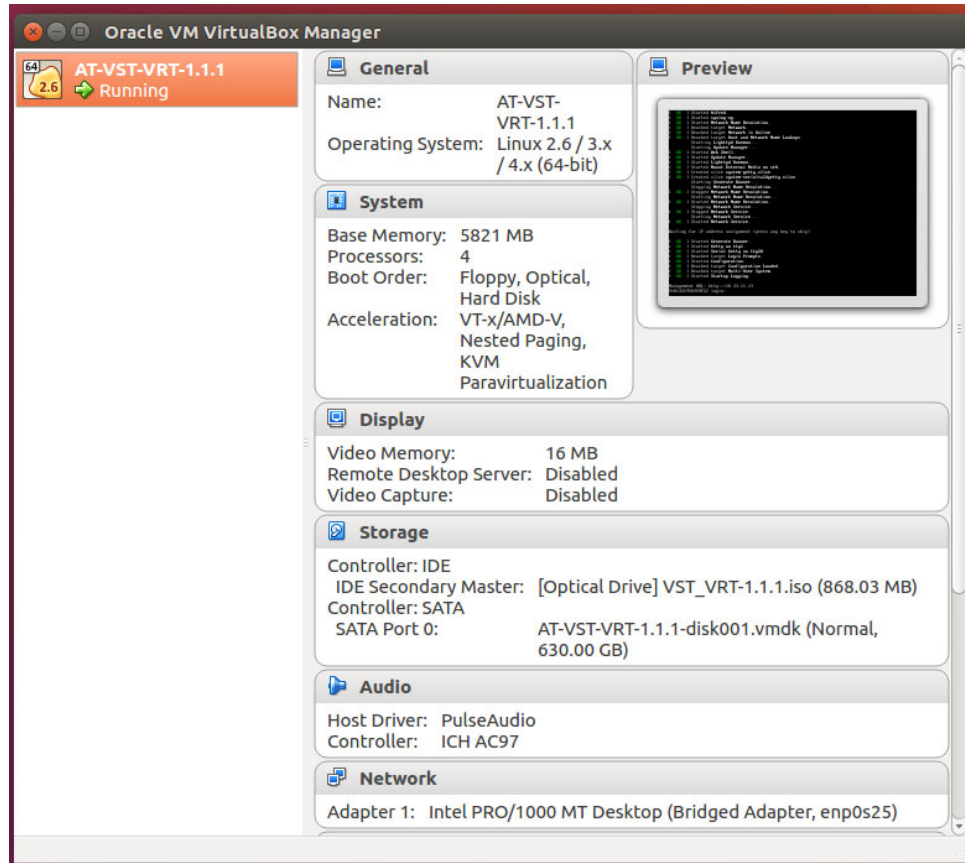 Oracle VM VirtualBox Manager
64
2.6
AT-VST-VRT-1.1.1
Running
General
Name: AT-VST-
VRT-1.1.1
Operating System: Linux 2.6 / 3.x
/ 4.x (64-bit)
System
Base Memory: 5821 MB
Processors: 4
Boot Order: Floppy, Optical,
Hard Disk
Acceleration: VT-x/AMD-V,
Nested Paging,
KVM
Paravirtualization
Preview
Display
Video Memory: 16 MB
Remote Desktop Server: Disabled
Video Capture: Disabled
Storage
Controller: IDE
IDE Secondary Master: [Optical Drive] VST_VRT-1.1.1.iso (868.03 MB)
Controller: SATA
SATA Port 0: AT-VST-VRT-1.1.1-disk001.vmdk (Normal,
630.00 GB)
Audio
Host Driver: PulseAudio
Controller: ICH AC97
Network
Adapter 1: Intel PRO/1000 MT Desktop (Bridged Adapter, enp0s25)